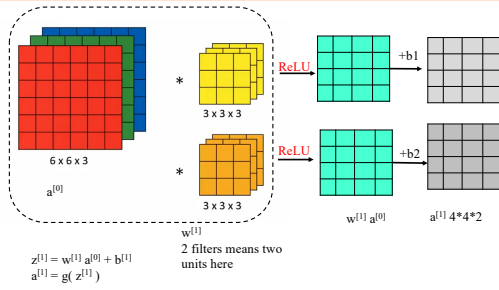 ReLU
+b1
*
3 x 3 x 3
6 x 6 x 3
*
ReLU
+b2
3 x 3 x 3
a[0]
w[1]
2 filters means two
units here
w[1] a[0]
a[1] 4*4*2
z[1] = w[1] a[0] + b[1]
a[1] = g( z[1] )